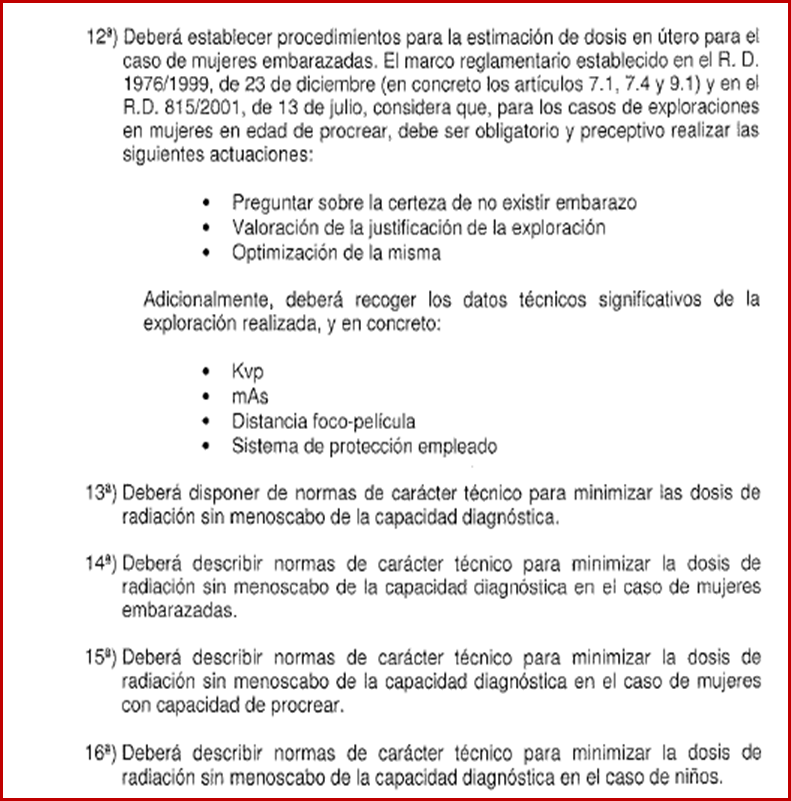 12ª) Deberá establecer procedimientos para la estimación de dosis en útero para el
caso de mujeres embarazadas. El marco reglamentario establecido en el R. D.
1976/1999, de 23 de diciembre (en concreto los artículos 7.1, 7.4 y 9.1) y en el
R.D. 815/2001, de 13 de julio, considera que, para los casos de exploraciones
en mujeres en edad de procrear, debe ser obligatorio y preceptivo realizar las
siguientes actuaciones:
• Preguntar sobre la certeza de no existir embarazo
• Valoración de la justificación de la exploración
• Optimización de la misma
Adicionalmente, deberá recoger los datos técnicos significativos de la
exploración realizada, y en concreto:
• Kvp
• mAs
• Distancia foco-película
• Sistema de protección empleado
13ª) Deberá disponer de normas de carácter técnico para minimizar las dosis de
radiación sin menoscabo de la capacidad diagnóstica.
14ª) Deberá describir normas de carácter técnico para minimizar la dosis de
radiación sin menoscabo de la capacidad diagnóstica en el caso de mujeres
embarazadas.
15ª) Deberá describir normas de carácter técnico para minimizar la dosis de
radiación sin menoscabo de la capacidad diagnóstica en el caso de mujeres
con capacidad de procrear.
16ª) Deberá describir normas de carácter técnico para minimizar la dosis de
radiación sin menoscabo de la capacidad diagnóstica en el caso de niños.